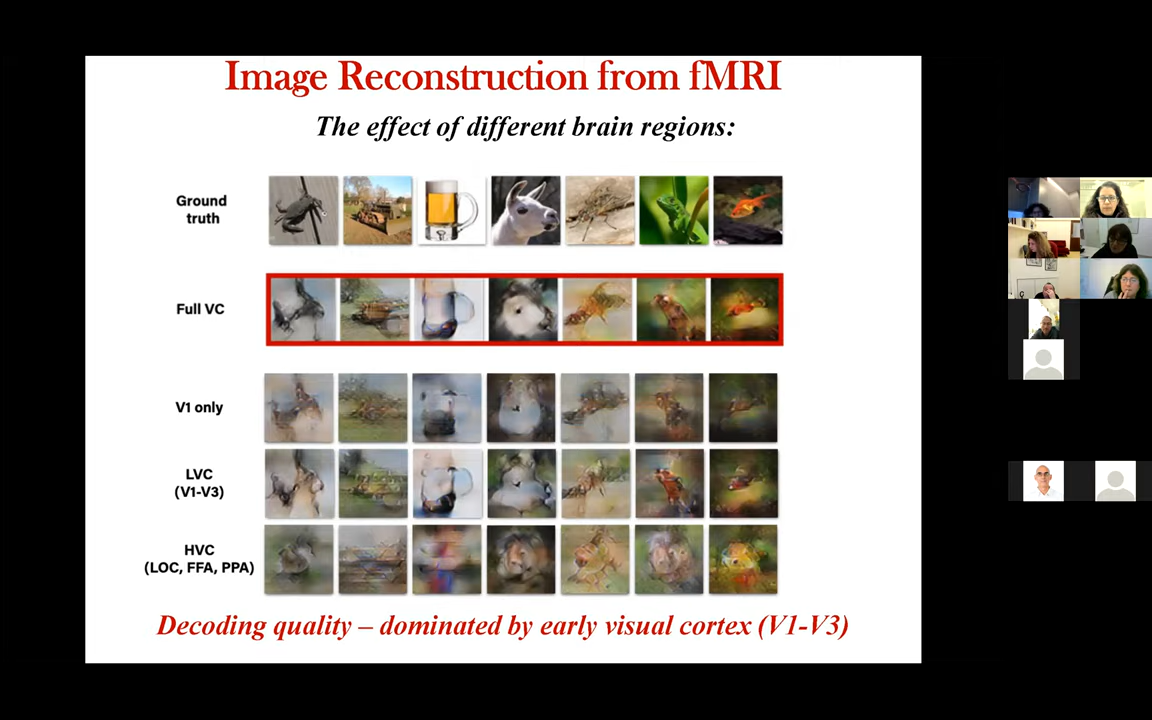 Image Reconstruction from fMRI
The effect of different brain regions:
Ground
truth
Full VC
V1 only
LVC
(V1-V3)
HVC
(LOC, FFA, PPA)
Decoding quality – dominated by early visual cortex (V1-V3)